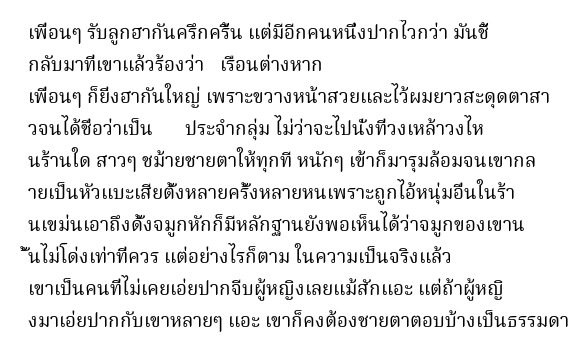 เพื่อนๆ รับลูกฮากันครึกครื้น แต่มีอีกคนหนึ่งปากไวกว่า มันชี้
กลับมาที่เขาแล้วร้องว่า เรือนต่างหาก
เพื่อนๆ ก็ยิ่งฮากันใหญ่ เพราะขวางหน้าสวยและไว้ผมยาวสะดุดตาสา
วจนได้ชื่อว่าเป็น ประจำกลุ่ม ไม่ว่าจะไปนั่งที่วงเหล้าวงไห
นร้านใด สาวๆ ชม้ายชายตาให้ทุกที หนักๆ เข้าก็มารุมล้อมจนเขากล
ายเป็นหัวแบะเสียตั้งหลายครั้งหลายหนเพราะถูกไอ้หนุ่มอื่นในร้า
นเขม่นเอาถึงดั้งจมูกหักก็มีหลักฐานยังพอเห็นได้ว่าจมูกของเขาน
ั้นไม่โด่งเท่าที่ควร แต่อย่างไรก็ตาม ในความเป็นจริงแล้ว
เขาเป็นคนที่ไม่เคยเอ่ยปากจีบผู้หญิงเลยแม้สักแอะ แต่ถ้าผู้หญิ
งมาเอ่ยปากกับเขาหลายๆ แอะ เขาก็คงต้องชายตาตอบบ้างเป็นธรรมดา